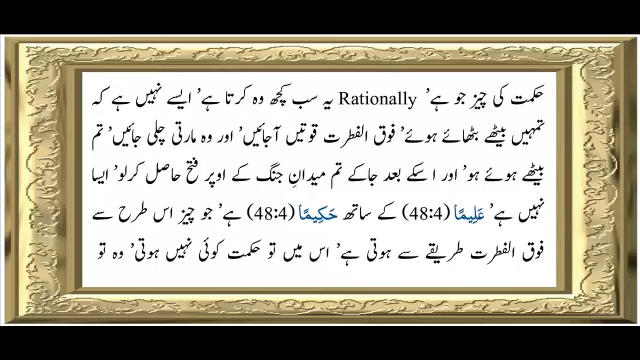 حکمت کی چیز جو ہے’ Rationally یہ سب کچھ وہ کرتا ہے’ ایسے نہیں ہے کہ
تمہیں بیٹھے بٹھائے ہوئے’ فوق الفطرت قوتیں آجائیں’ اور وہ مارتی چلی جائیں’ تم
بیٹھے ہوئے ہو’ اور اسکے بعد جاکے تم میدانِ جنگ کے اوپر فتح حاصل کرلو’ ایسا
نہیں ہے’ عَلِيمًا (48:4) کے ساتھ حَكِيمًا (48:4) ہے’ جو چیز اس طرح سے
فوق الفطرت طریقے سے ہوتی ہے’ اس میں تو حکمت کوئی نہیں ہوتی’ وہ تو